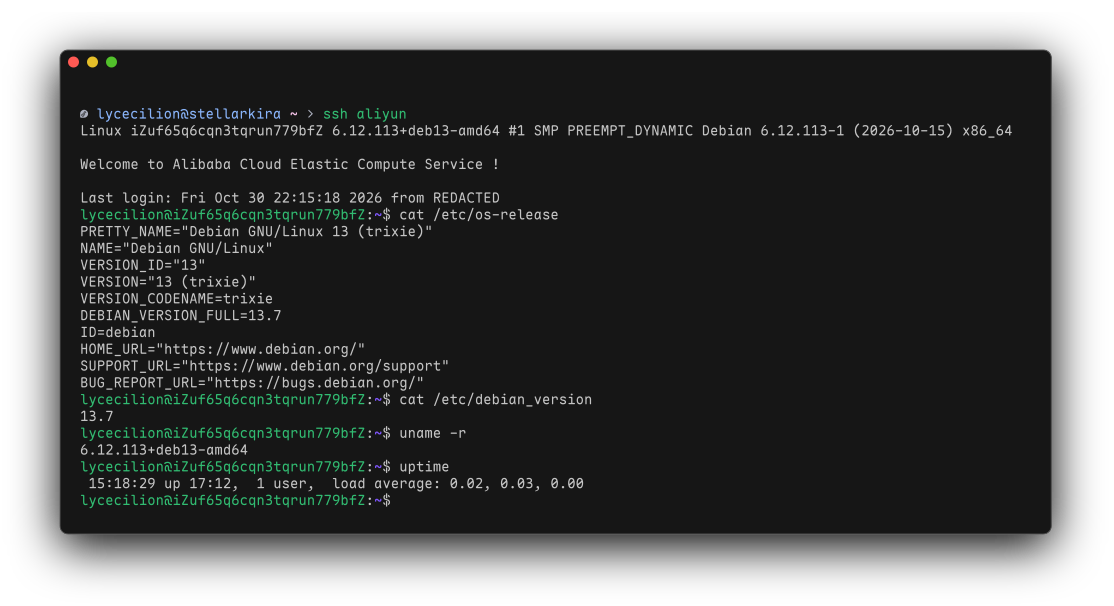 lycecilion@stellarkira ~ > ssh aliyun
Linux iZuf65q6cqn3tqrun779bfZ 6.12.113+deb13-amd64 #1 SMP PREEMPT_DYNAMIC Debian 6.12.113-1 (2026-10-15) x86_64
Welcome to Alibaba Cloud Elastic Compute Service !
Last login: Fri Oct 30 22:15:18 2026 from REDACTED
lycecilion@iZuf65q6cqn3tqrun779bfZ:~$ cat /etc/os-release
PRETTY_NAME="Debian GNU/Linux 13 (trixie)"
NAME="Debian GNU/Linux"
VERSION_ID="13"
VERSION="13 (trixie)"
VERSION_CODENAME=trixie
DEBIAN_VERSION_FULL=13.7
ID=debian
HOME_URL="https://www.debian.org/"
SUPPORT_URL="https://www.debian.org/support"
BUG_REPORT_URL="https://bugs.debian.org/"
lycecilion@iZuf65q6cqn3tqrun779bfZ:~$ cat /etc/debian_version
13.7
lycecilion@iZuf65q6cqn3tqrun779bfZ:~$ uname -r
6.12.113+deb13-amd64
lycecilion@iZuf65q6cqn3tqrun779bfZ:~$ uptime
 15:18:29 up 17:12,  1 user,  load average: 0.02, 0.03, 0.00
lycecilion@iZuf65q6cqn3tqrun779bfZ:~$